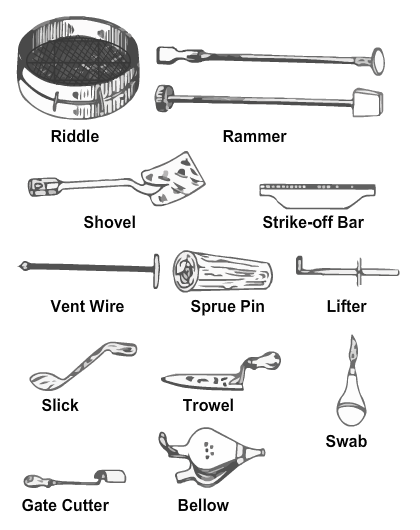 Riddle
Rammer
Shovel
Strike-off Bar
Vent Wire
Sprue Pin
Lifter
Slick
Trowel
Swab
Gate Cutter
Bellow